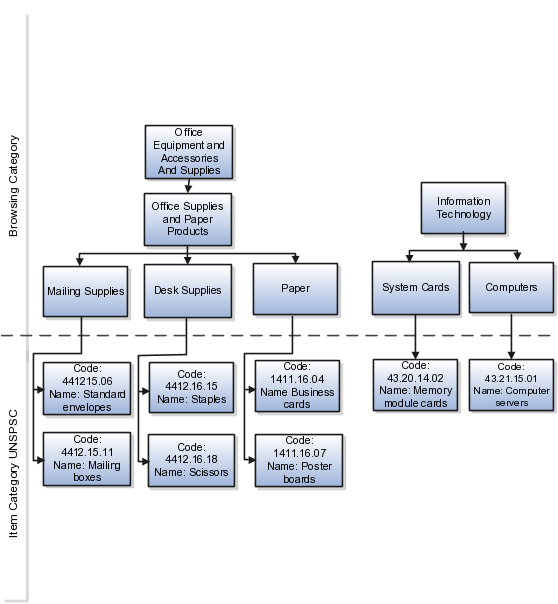 Browsing Category
Office
Equipment and
Accessories
And Supplies
Office Supplies
and Paper
Products
Information
Technology
Mailing Supplies
Desk Supplies
Paper
System Cards
Computers
Item Category UNSPSC
Code:
441215.06
Name: Standard
envelopes
Code:
4412.16.15
Name: Staples
Code:
1411.16.04
Name Business
cards
Code:
43.20.14.02
Name: Memory
module cards
Code:
43.21.15.01
Name: Computer
servers
Code:
4412.15.11
Name: Mailing
boxes
Code:
4412.16.18
Name: Scissors
Code:
1411.16.07
Name: Poster
boards